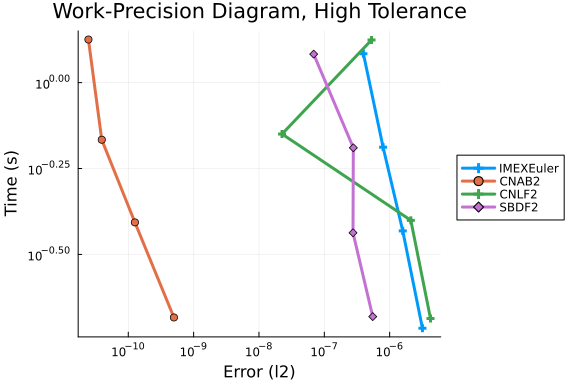 Work-Precision Diagram, High Tolerance
Time (s)
10^0.00
10^-0.25
10^-0.50
10^-10
10^-9
10^-8
10^-7
10^-6
Error (l2)
IMEXEuler
CNAB2
CNLF2
SBDF2